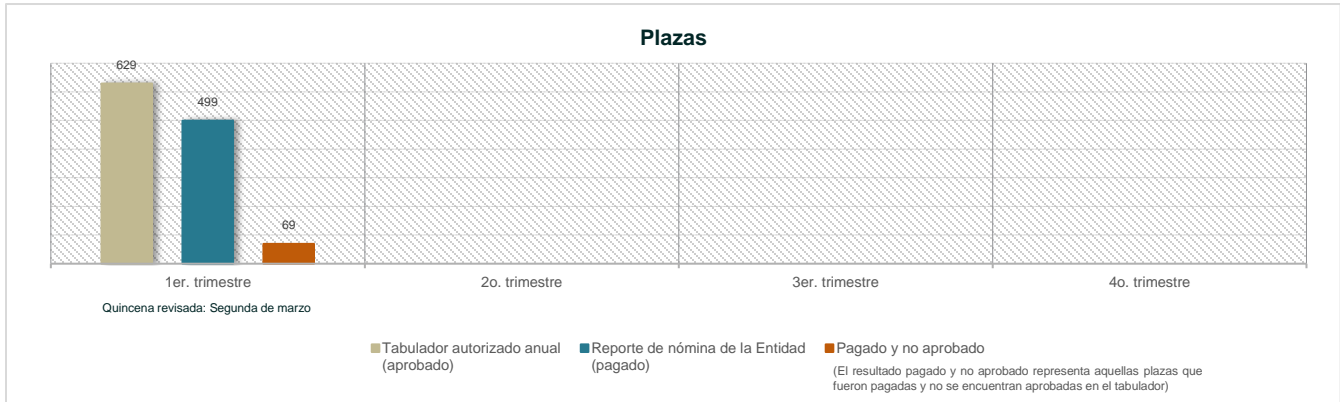 Plazas
629
499
69
1er. trimestre
2o. trimestre
3er. trimestre
4o. trimestre
Quincena revisada: Segunda de marzo
Tabulador autorizado anual
(aprobado)
Reporte de nómina de la Entidad
(pagado)
Pagado y no aprobado
(El resultado pagado y no aprobado representa aquellas plazas que
fueron pagadas y no se encuentran aprobadas en el tabulador)